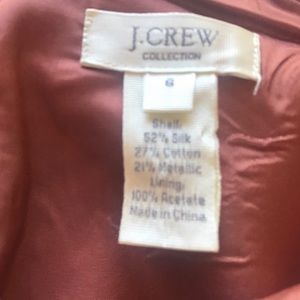 J.CREW
COLLECTION
6
Shell:
52% Silk
27% Cotton
21% Metallic
Lining:
100% Acetate
Made in China